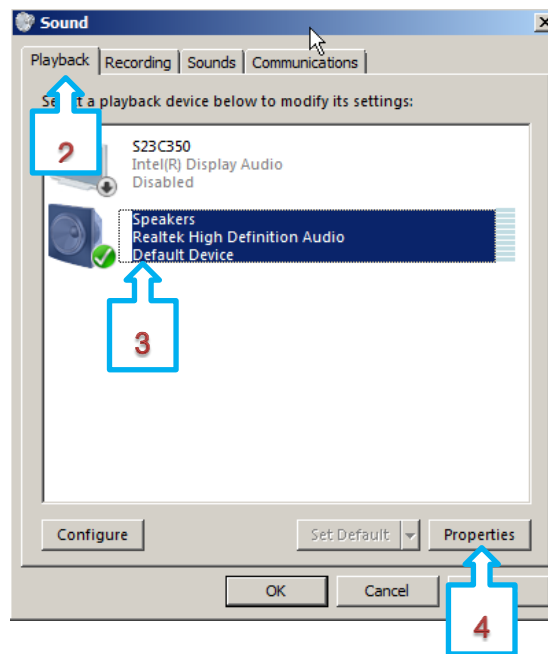 Sound
Playback Recording Sounds Communications
a playback device below to modify its settings:
2
S23C350
Intel(R) Display Audio
Disabled
Speakers
Realtek High Definition Audio
Default Device
3
Configure Set Default Properties
OK Cancel
4